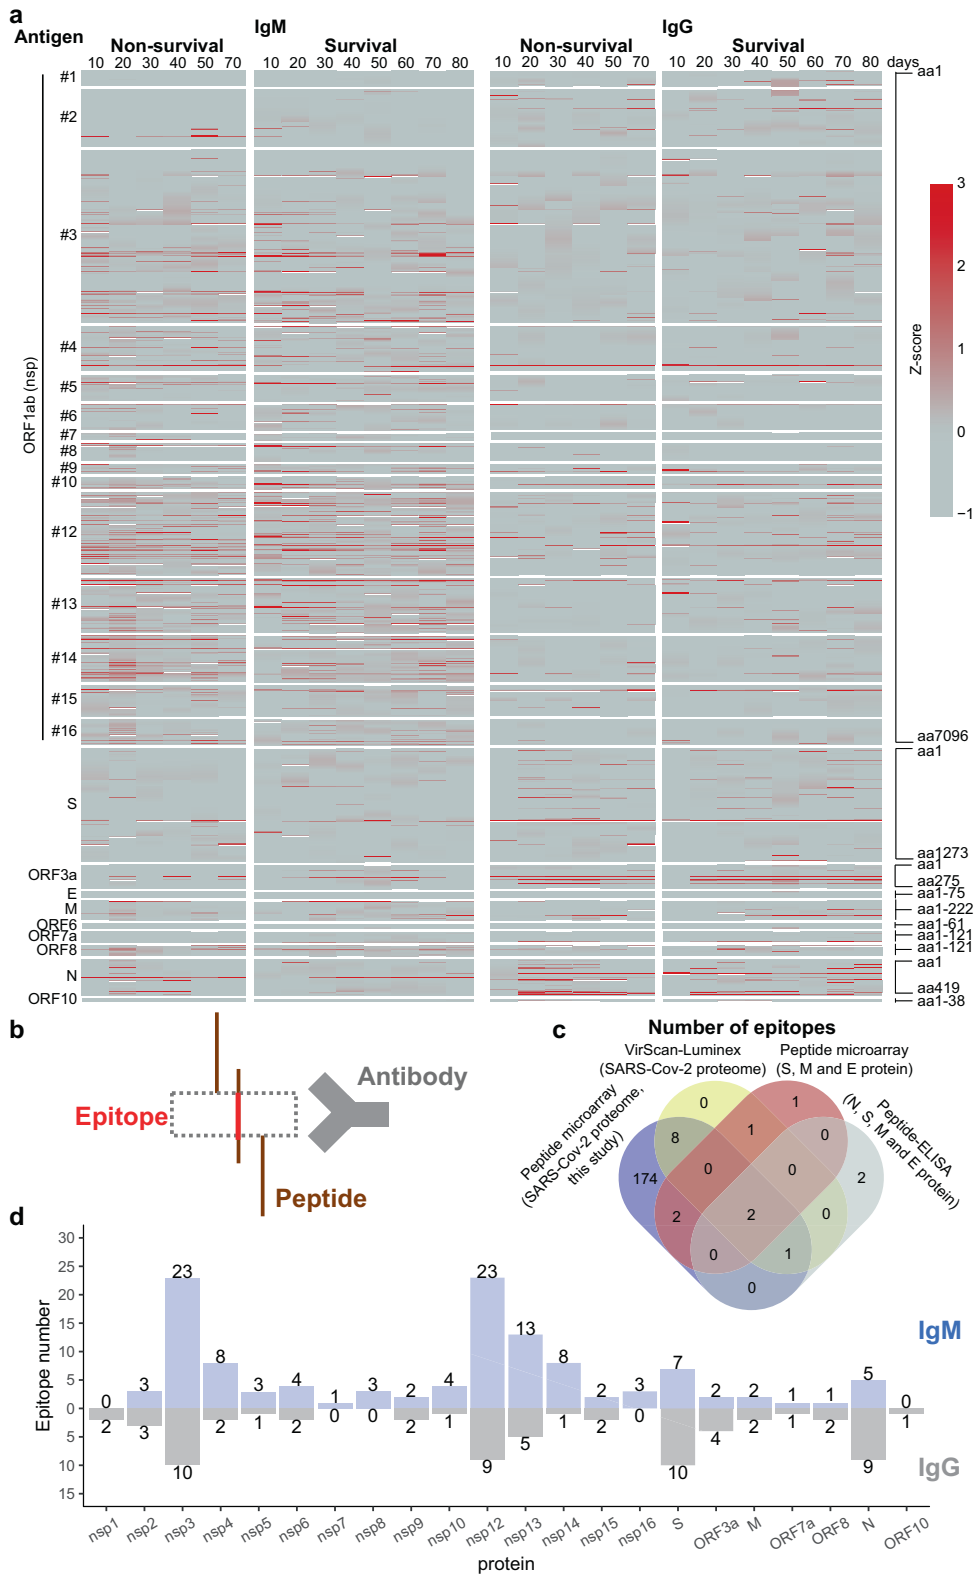 a
IgM
IgG
Antigen
Non-survival
Survival
Non-survival
Survival
10 20 30 40 50 70
10 20 30 40 50 60 70 80
10 20 30 40 50 70
10 20 30 40 50 60 70 80
days
ORF1ab (nsp)
#1
#2
#3
#4
#5
#6
#7
#8
#9
#10
#12
#13
#14
#15
#16
S
ORF3a
E
M
ORF6
ORF7a
ORF8
N
ORF10
aa1
aa7096
aa1
aa1273
aa1
aa275
aa1-75
aa1-222
aa1-61
aa1-121
aa1-121
aa1
aa419
aa1-38
Z-score
3
2
1
0
−1
b
Epitope
Antibody
Peptide
c
Number of epitopes
VirScan-Luminex
(SARS-Cov-2 proteome)
Peptide microarray
(S, M and E protein)
Peptide microarray
(SARS-Cov-2 proteome,
this study)
Peptide-ELISA
(N, S, M and E protein)
0
1
8
1
0
174
0
0
2
2
2
0
0
1
0
d
Epitope number
30
25
20
15
10
5
0
5
10
15
0 3 23 8 3 4 1 3 2 4 23 13 8 2 3 7 2 2 1 1 5 0
2 3 10 2 1 2 0 0 2 1 9 5 1 2 0 10 4 2 1 2 9 1
IgM
IgG
nsp1 nsp2 nsp3 nsp4 nsp5 nsp6 nsp7 nsp8 nsp9 nsp10 nsp12 nsp13 nsp14 nsp15 nsp16 S ORF3a M ORF7a ORF8 N ORF10
protein